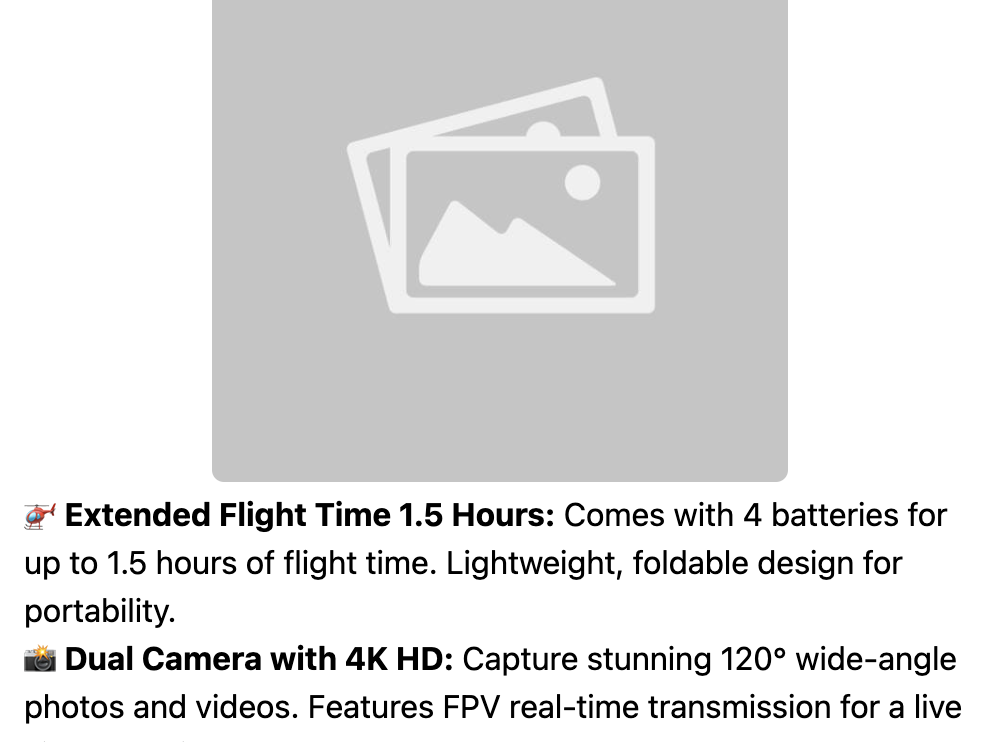 🚁 Extended Flight Time 1.5 Hours: Comes with 4 batteries for
up to 1.5 hours of flight time. Lightweight, foldable design for
portability.
📸 Dual Camera with 4K HD: Capture stunning 120° wide-angle
photos and videos. Features FPV real-time transmission for a live